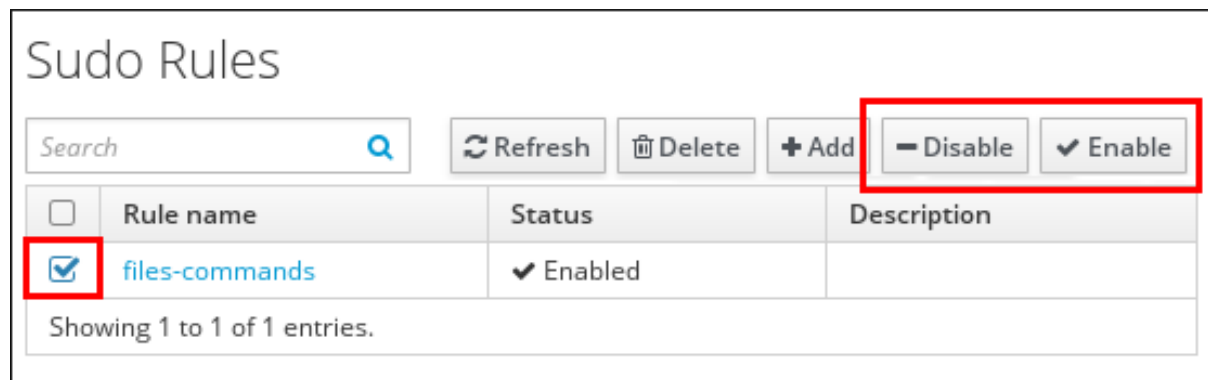 Sudo Rules
Search Refresh Delete Add Disable Enable
Rule name Status Description
files-commands Enabled
Showing 1 to 1 of 1 entries.